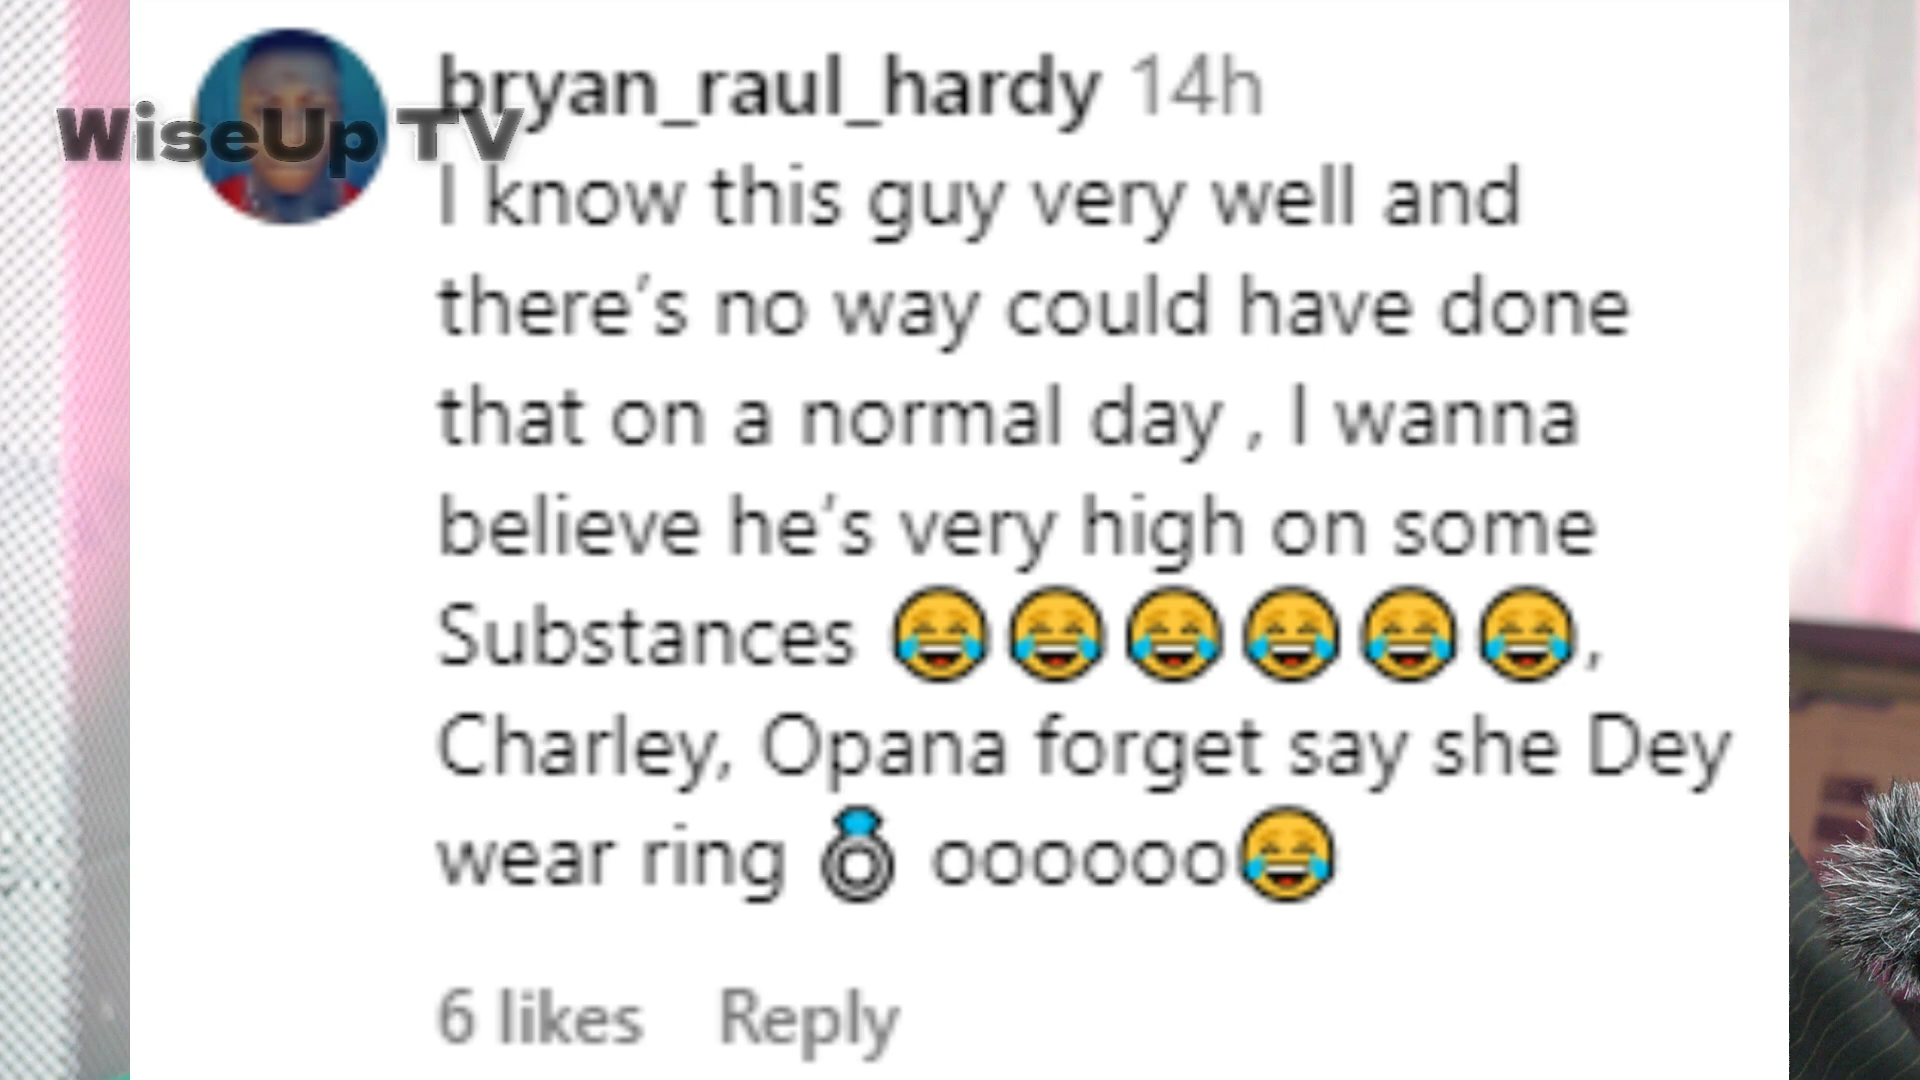 bryan_raul_hardy 14h
WiseUp TV
I know this guy very well and
there's no way could have done
that on a normal day , I wanna
believe he's very high on some
Substances 😂😂😂😂😂😂,
Charley, Opana forget say she Dey
wear ring 💍 oooooo😂
6 likes Reply